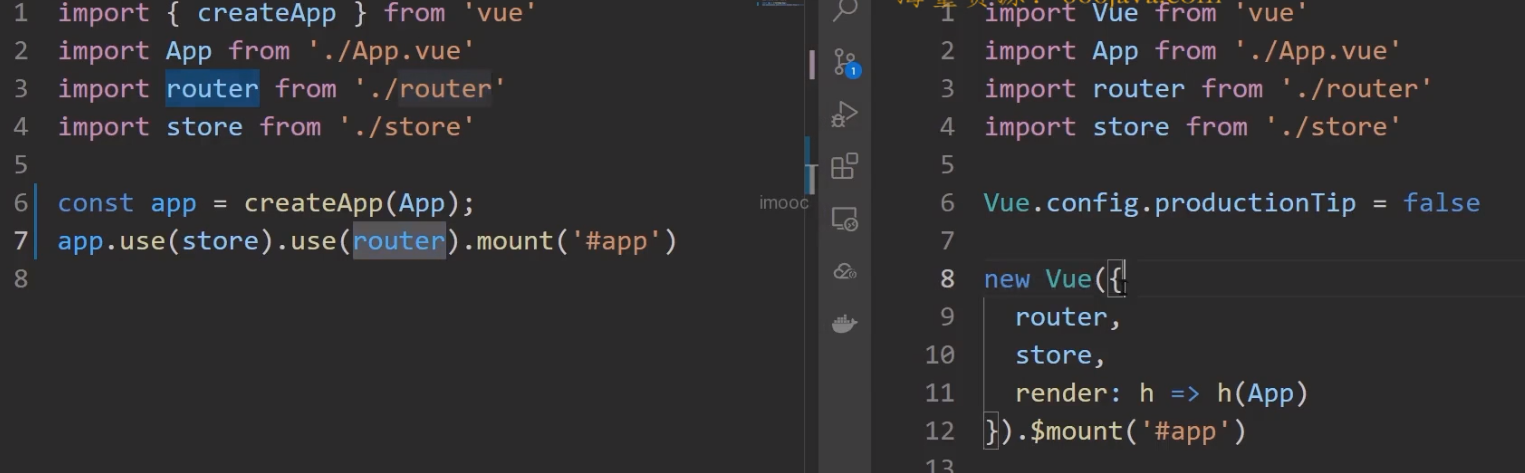 1 import { createApp } from 'vue'
2 import App from './App.vue'
3 import router from './router'
4 import store from './store'
5
6 const app = createApp(App);
7 app.use(store).use(router).mount('#app')
8
imooc
1
1 import Vue from 'vue'
2 import App from './App.vue'
3 import router from './router'
4 import store from './store'
5
6 Vue.config.productionTip = false
7
8 new Vue({
9 router,
10 store,
11 render: h => h(App)
12 }).$mount('#app')
13